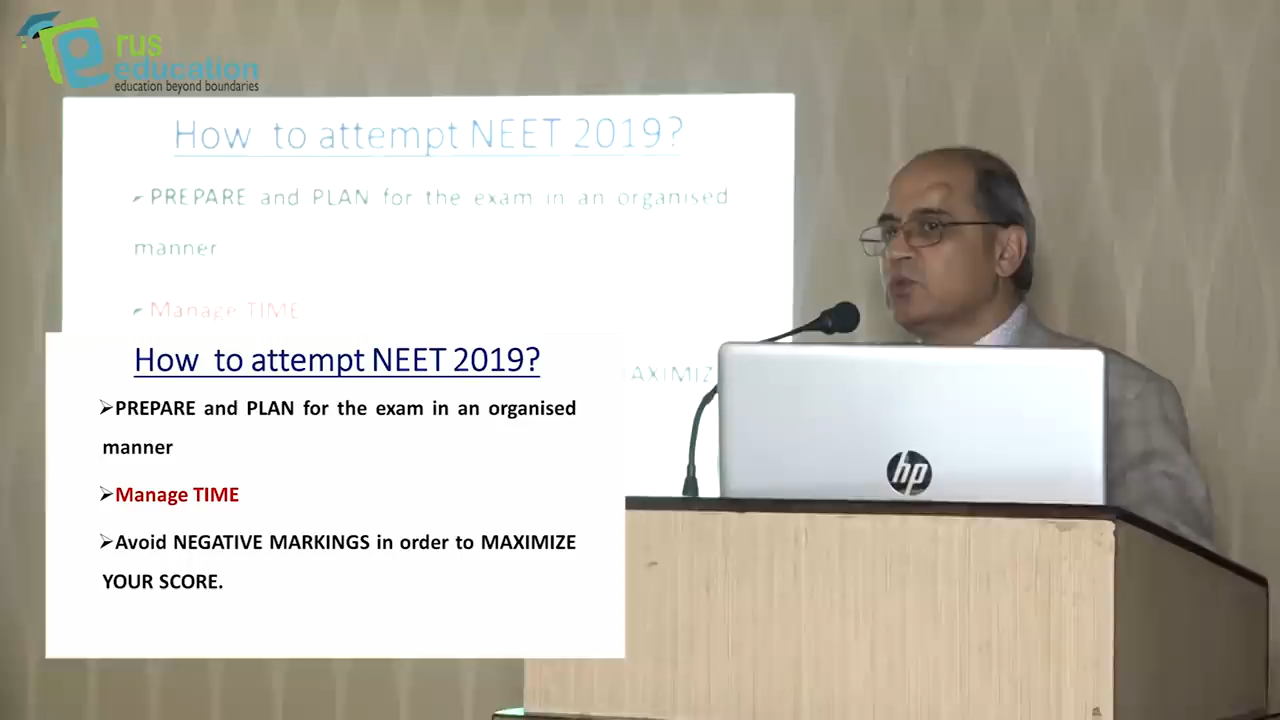 rus
education
education beyond boundaries
How to attempt NEET 2019?
PREPARE and PLAN for the exam in an organised
manner
Manage TIME
AXIMIZ
How to attempt NEET 2019?
PREPARE and PLAN for the exam in an organised
manner
Manage TIME
Avoid NEGATIVE MARKINGS in order to MAXIMIZE
YOUR SCORE.
hp